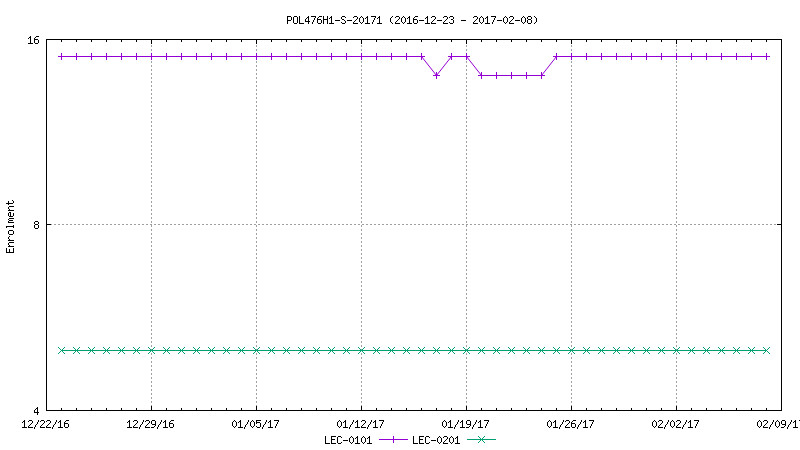 POL476H1-S-20171 (2016-12-23 - 2017-02-08)
16
8
4
Enrolment
12/22/16 12/29/16 01/05/17 01/12/17 01/19/17 01/26/17 02/02/17 02/09/1
LEC-0101 LEC-0201